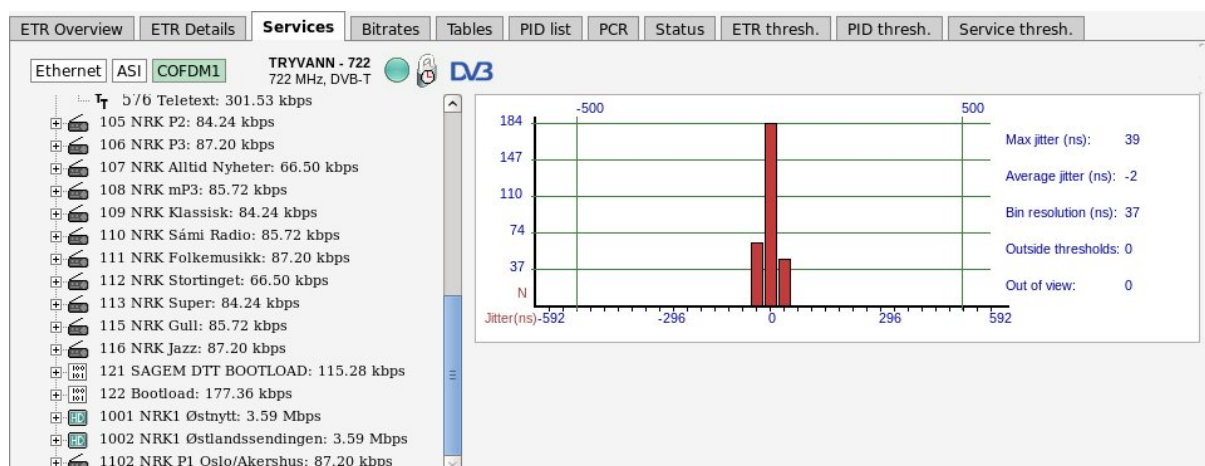 ETR Overview ETR Details Services Bitrates Tables PID list PCR Status ETR thresh. PID thresh. Service thresh.
Ethernet ASI COFDM1 TRYVANN - 722
722 MHz, DVB-T
DVB
576 Teletext: 301.53 kbps
105 NRK P2: 84.24 kbps
106 NRK P3: 87.20 kbps
107 NRK Alltid Nyheter: 66.50 kbps
108 NRK mP3: 85.72 kbps
109 NRK Klassisk: 84.24 kbps
110 NRK Sámi Radio: 85.72 kbps
111 NRK Folkemusikk: 87.20 kbps
112 NRK Stortinget: 66.50 kbps
113 NRK Super: 84.24 kbps
115 NRK Gull: 85.72 kbps
116 NRK Jazz: 87.20 kbps
121 SAGEM DTT BOOTLOAD: 115.28 kbps
122 Bootload: 177.36 kbps
HD 1001 NRK1 Østnytt: 3.59 Mbps
HD 1002 NRK1 Østlandssendingen: 3.59 Mbps
1102 NRK P1 Oslo/Akershus: 87.20 kbps
-500 500
184
147
110
74
37
N
Jitter(ns) -592 -296 0 296 592
Max jitter (ns): 39
Average jitter (ns): -2
Bin resolution (ns): 37
Outside thresholds: 0
Out of view: 0